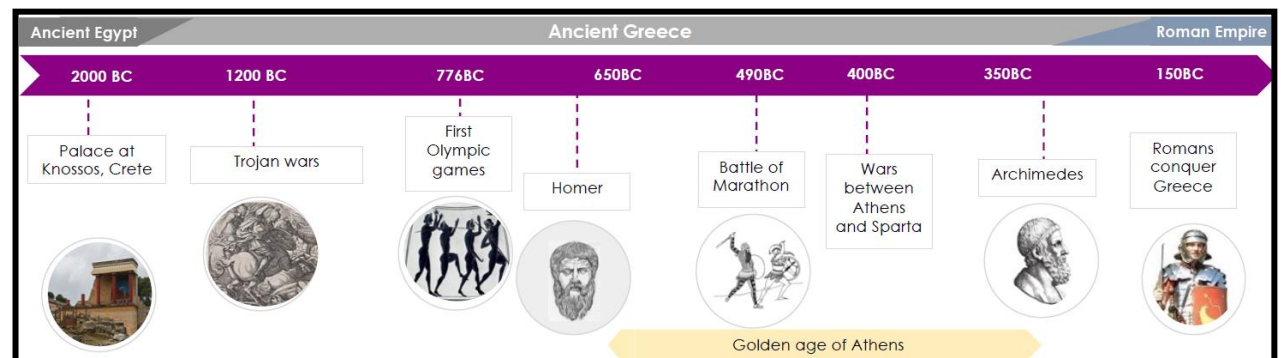 Ancient Egypt
Ancient Greece
Roman Empire
2000 BC
1200 BC
776BC
650BC
490BC
400BC
350BC
150BC
Palace at
Knossos, Crete
Trojan wars
First
Olympic
games
Homer
Battle of
Marathon
Wars
between
Athens
and Sparta
Archimedes
Romans
conquer
Greece
Golden age of Athens